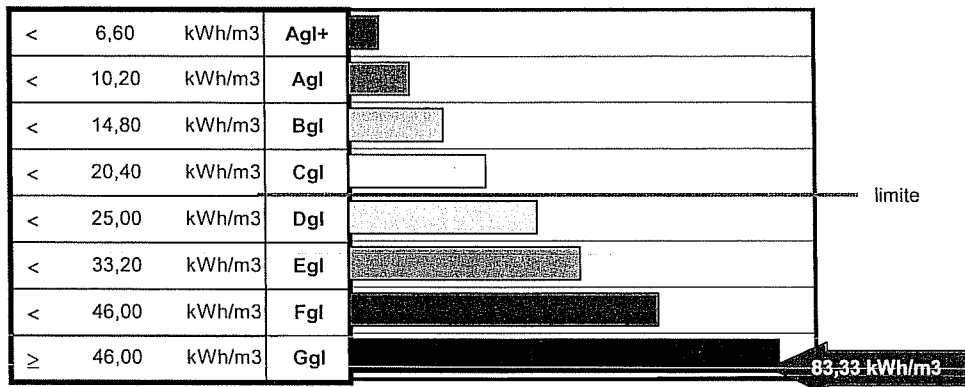 < 6,60 kWh/m3 Agl+
< 10,20 kWh/m3 Agl
< 14,80 kWh/m3 Bgl
< 20,40 kWh/m3 Cgl
limite
< 25,00 kWh/m3 Dgl
< 33,20 kWh/m3 Egl
< 46,00 kWh/m3 Fgl
≥ 46,00 kWh/m3 Ggl
83,33 kWh/m3